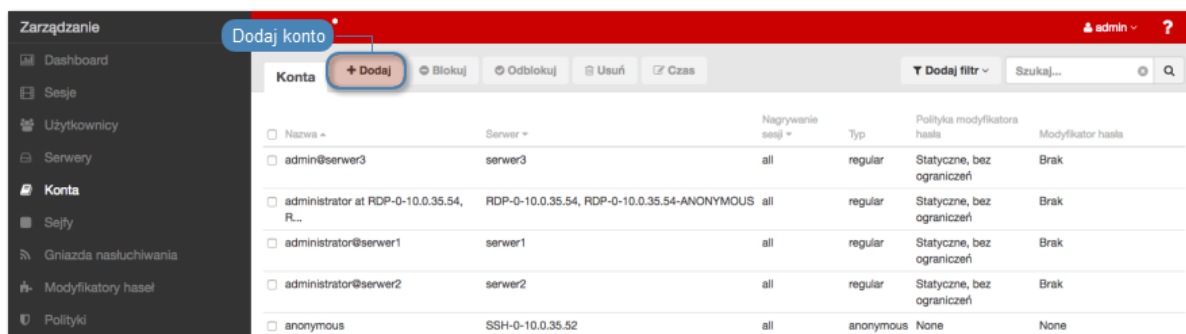 Zarządzanie
admin
?
Dodaj konto
Dashboard
Sesje
Użytkownicy
Serwery
Konta
Sejfy
Gniazda nasłuchiwania
Modyfikatory haseł
Polityki
Konta
+ Dodaj
Blokuj
Odblokuj
Usuń
Czas
Dodaj filtr
Szukaj...
Nazwa Serwer Nagrywanie sesji Typ Polityka modyfikatora hasła Modyfikator hasła
admin@serwer3 serwer3 all regular Statyczne, bez ograniczeń Brak
administrator at RDP-0-10.0.35.54, R... RDP-0-10.0.35.54, RDP-0-10.0.35.54-ANONYMOUS all regular Statyczne, bez ograniczeń Brak
administrator@serwer1 serwer1 all regular Statyczne, bez ograniczeń Brak
administrator@serwer2 serwer2 all regular Statyczne, bez ograniczeń Brak
anonymous SSH-0-10.0.35.52 all anonymous None None